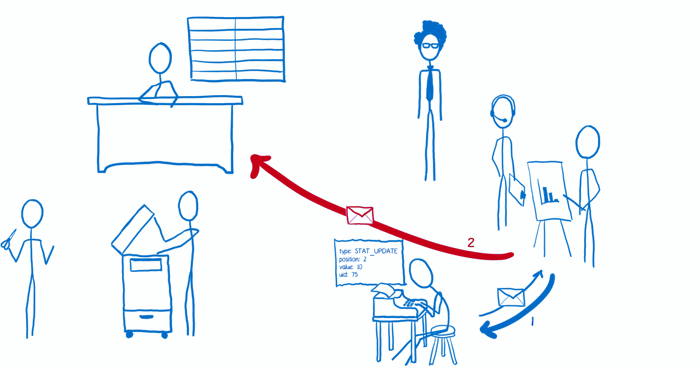 2
type: STAT_UPDATE
position: 2
value: 10
uid: 75
1